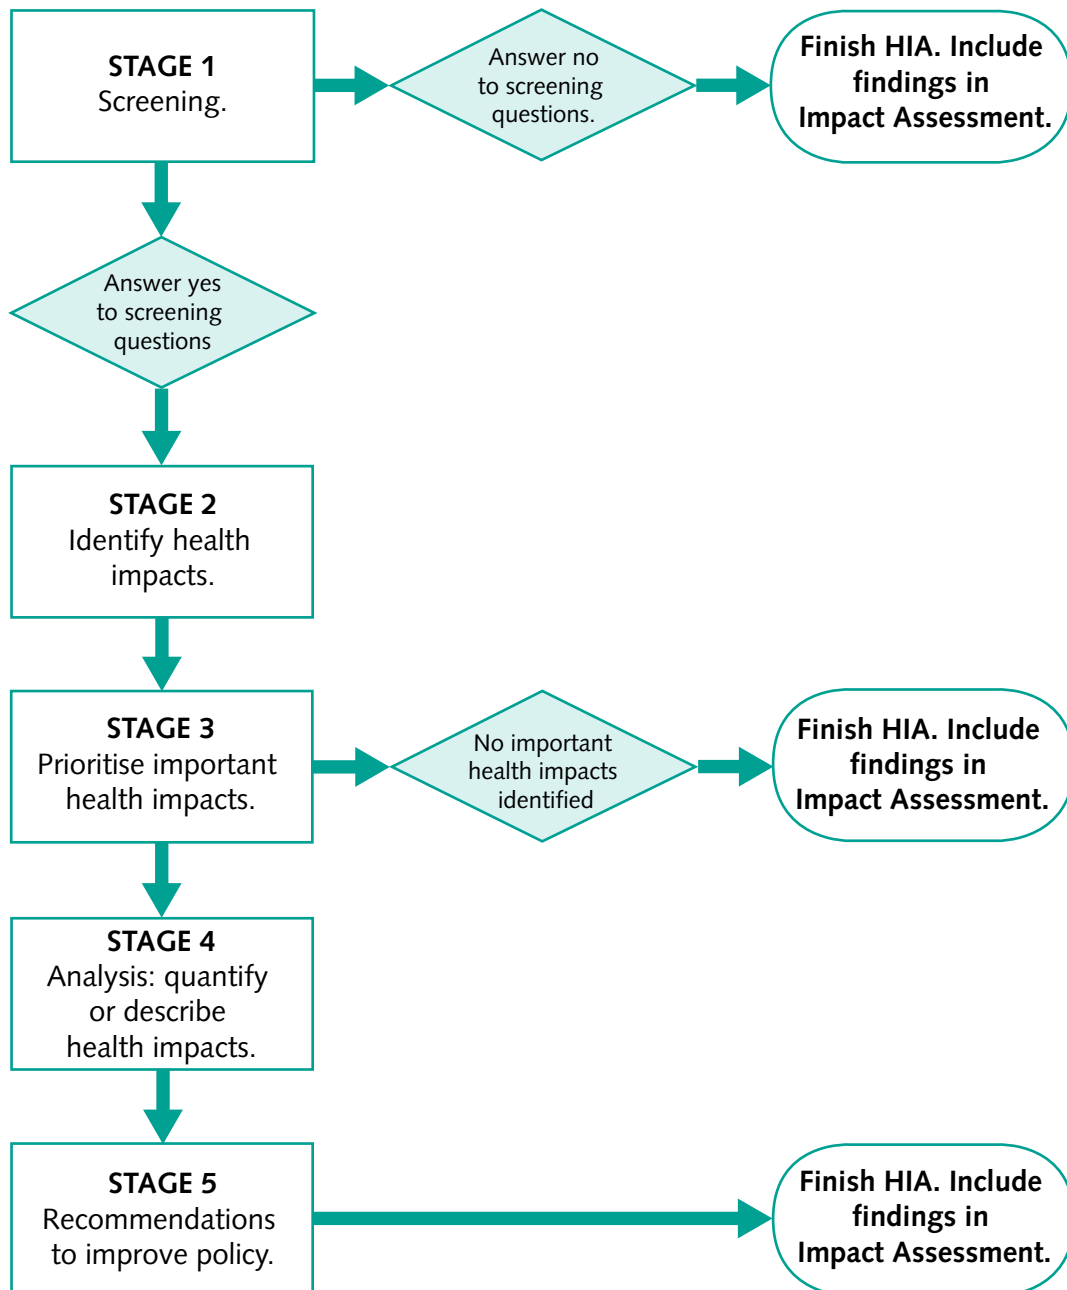 STAGE 1
Screening.
Answer no
to screening
questions.
Finish HIA. Include
findings in
Impact Assessment.
Answer yes
to screening
questions
STAGE 2
Identify health
impacts.
STAGE 3
Prioritise important
health impacts.
No important
health impacts
identified
Finish HIA. Include
findings in
Impact Assessment.
STAGE 4
Analysis: quantify
or describe
health impacts.
STAGE 5
Recommendations
to improve policy.
Finish HIA. Include
findings in
Impact Assessment.